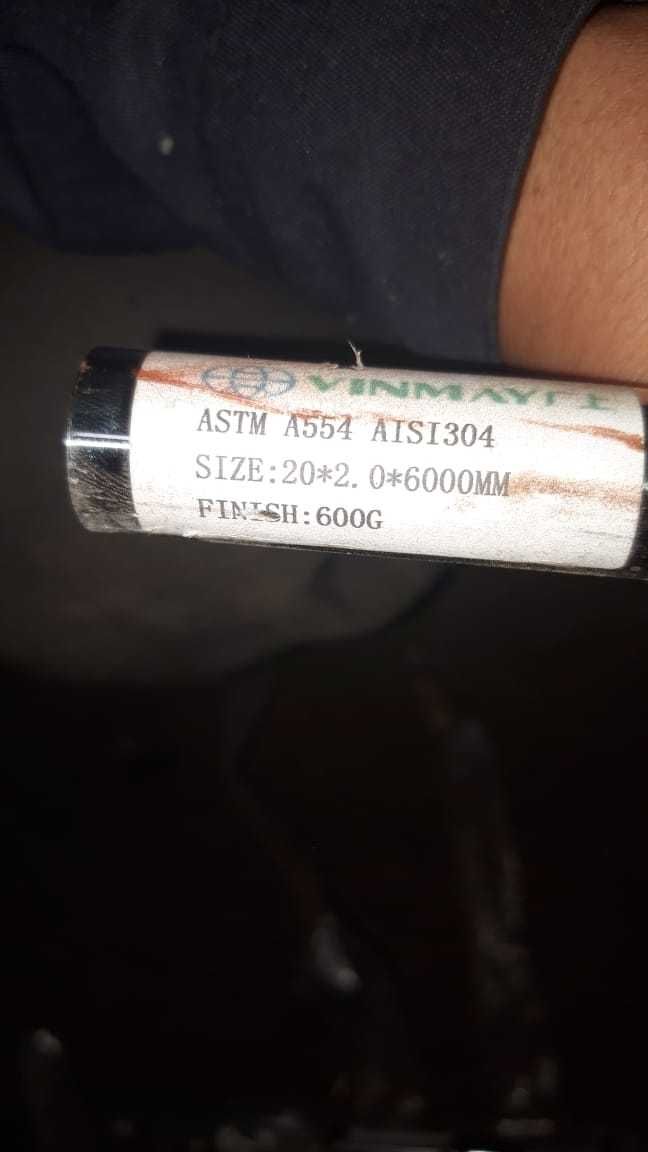 VINMAY
ASTM A554 AISI304
SIZE:20*2.0*6000MM
FINISH:600G